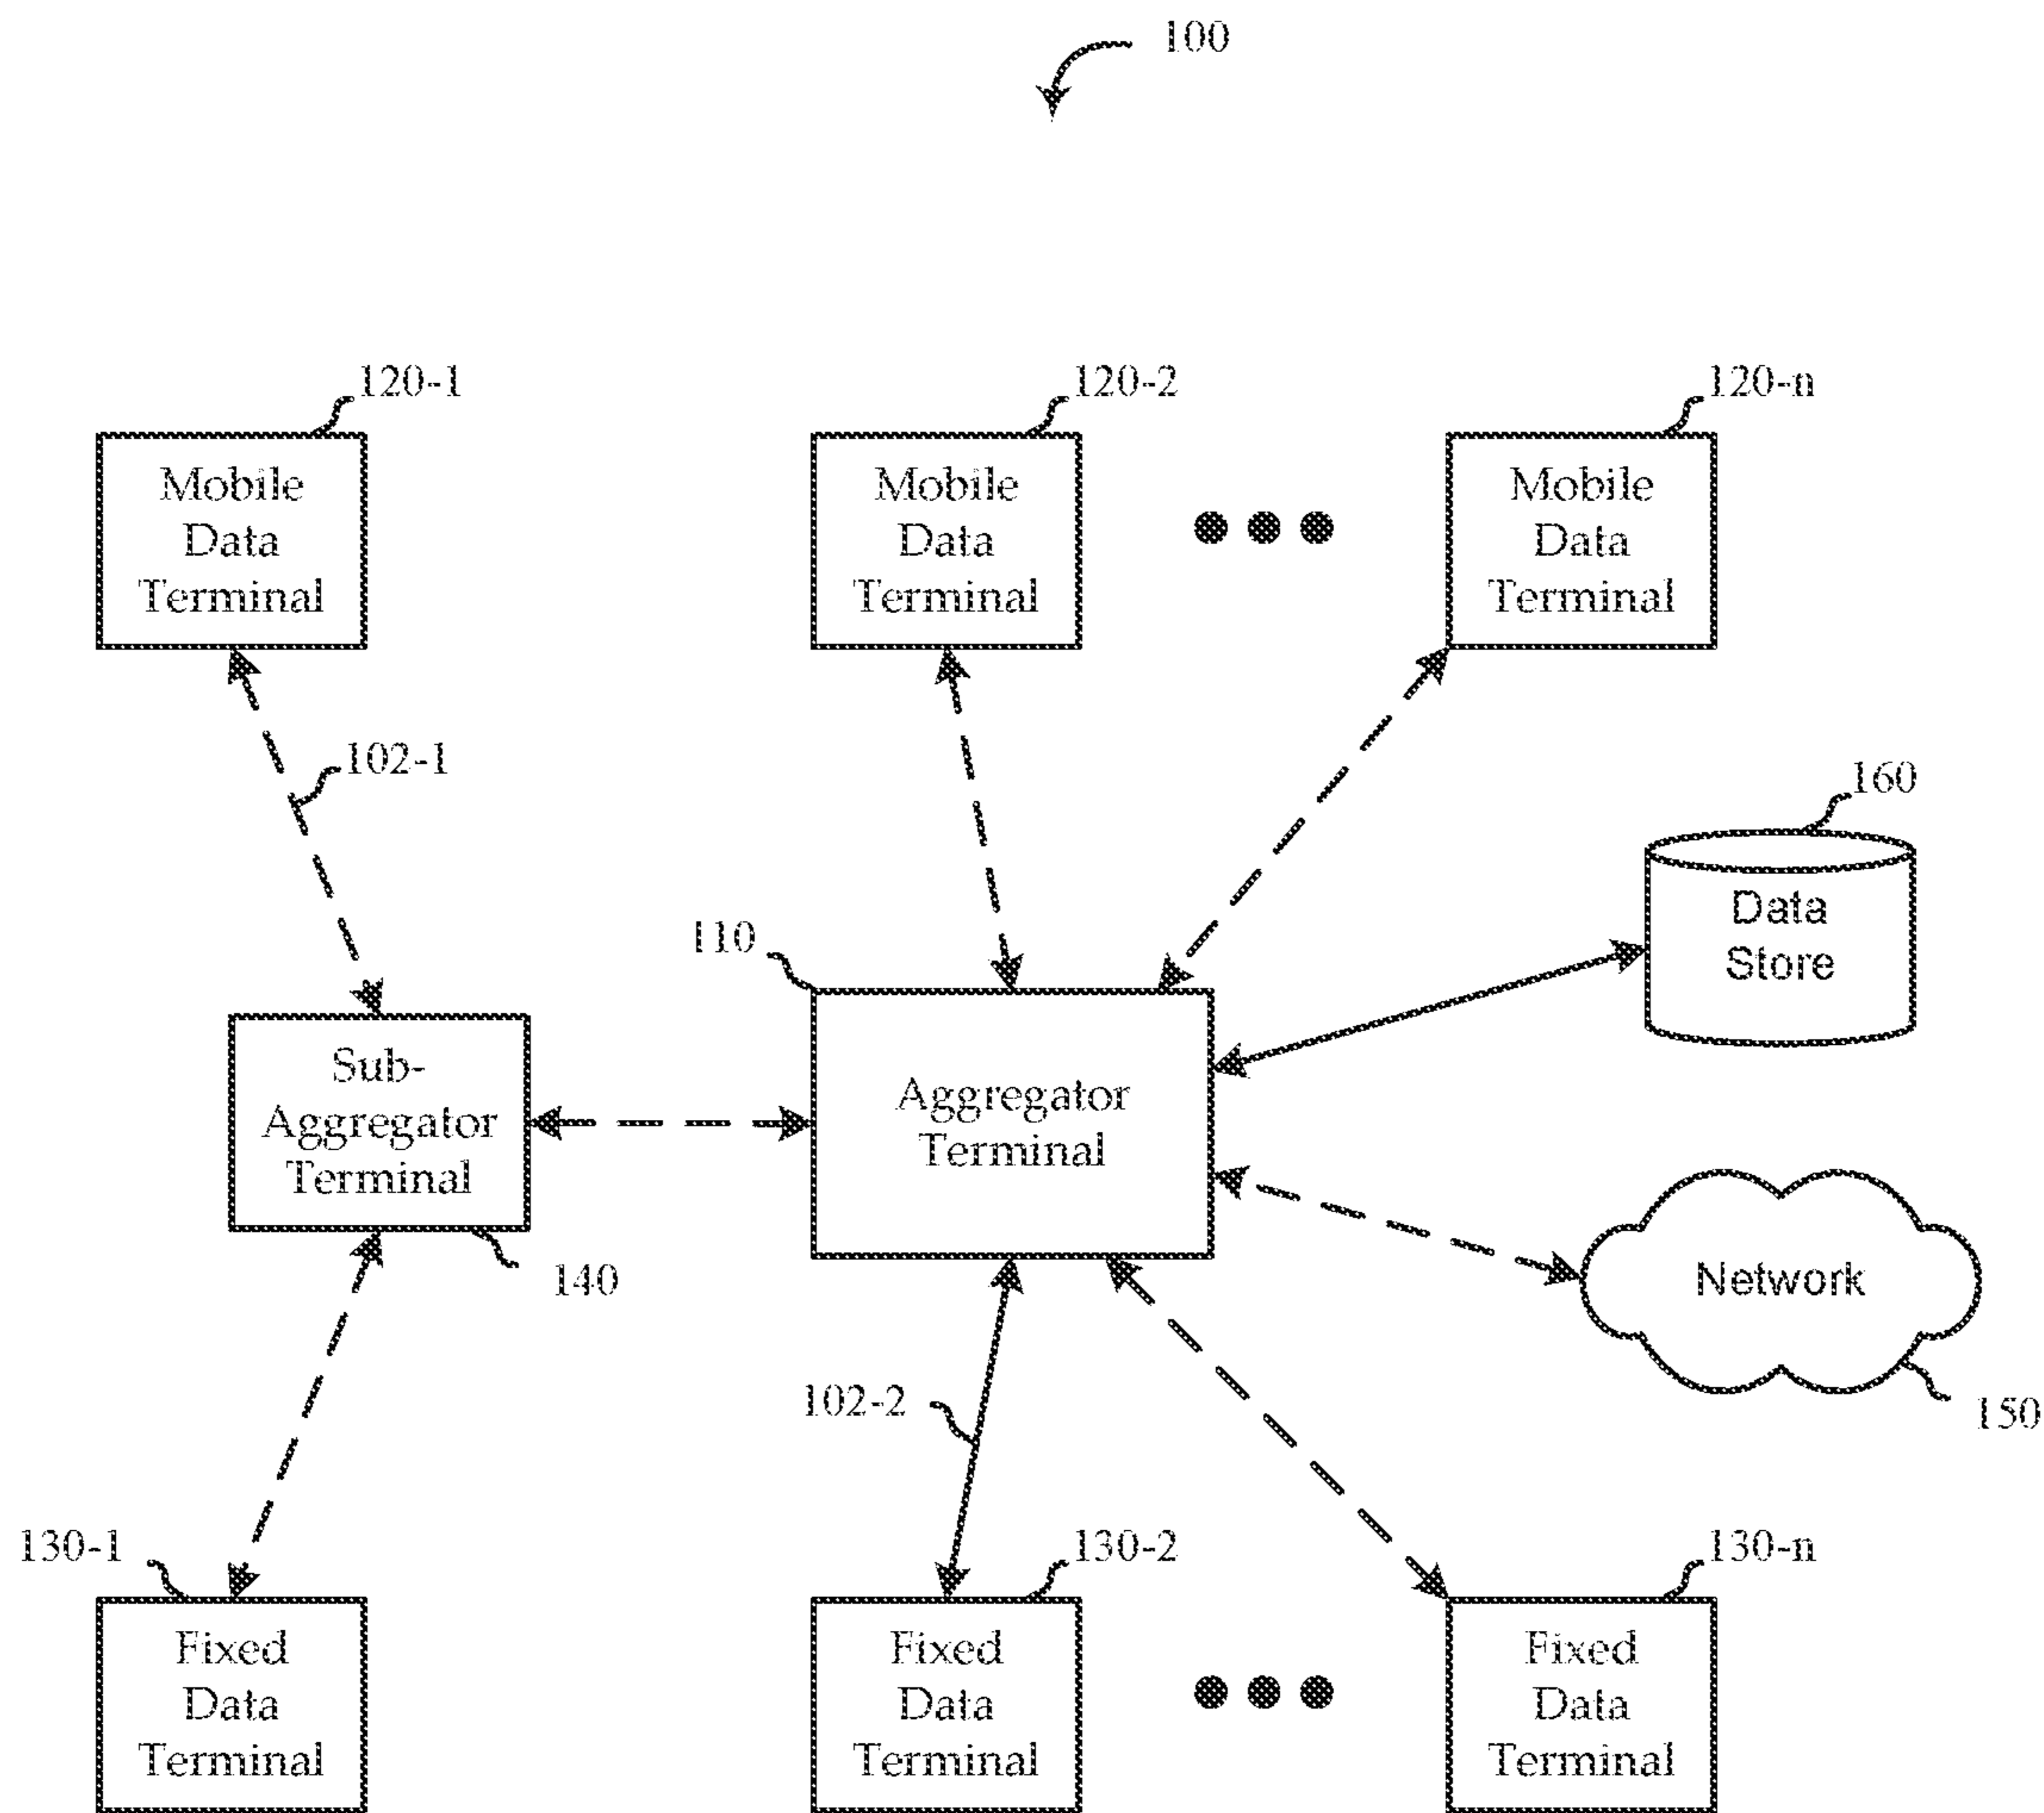 100
120-1
120-2
120-n
Mobile
Data
Terminal
Mobile
Data
Terminal
Mobile
Data
Terminal
102-1
160
Data
Store
110
Sub-
Aggregator
Terminal
Aggregator
Terminal
140
Network
150
102-2
130-1
130-2
130-n
Fixed
Data
Terminal
Fixed
Data
Terminal
Fixed
Data
Terminal